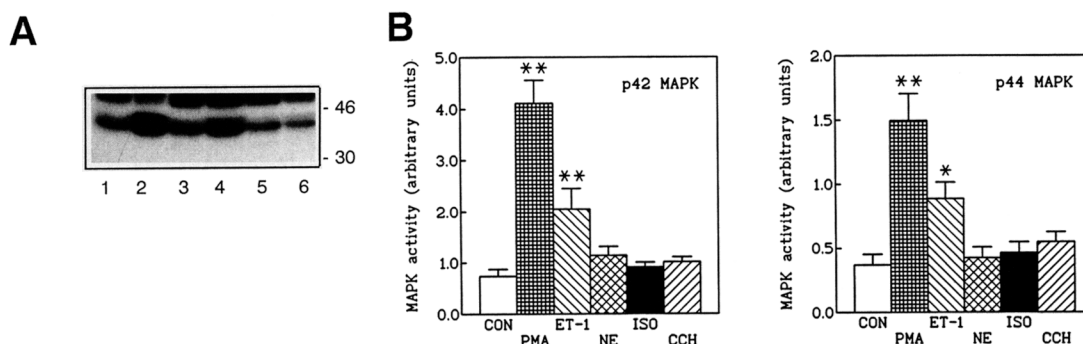 A
- 46
- 30
1 2 3 4 5 6
B
MAPK activity (arbitrary units)
5.0
4.0
3.0
2.0
1.0
0.0
p42 MAPK
**
**
CON ET-1 ISO
PMA NE CCH
MAPK activity (arbitrary units)
2.0
1.5
1.0
0.5
0.0
p44 MAPK
**
*
CON ET-1 ISO
PMA NE CCH